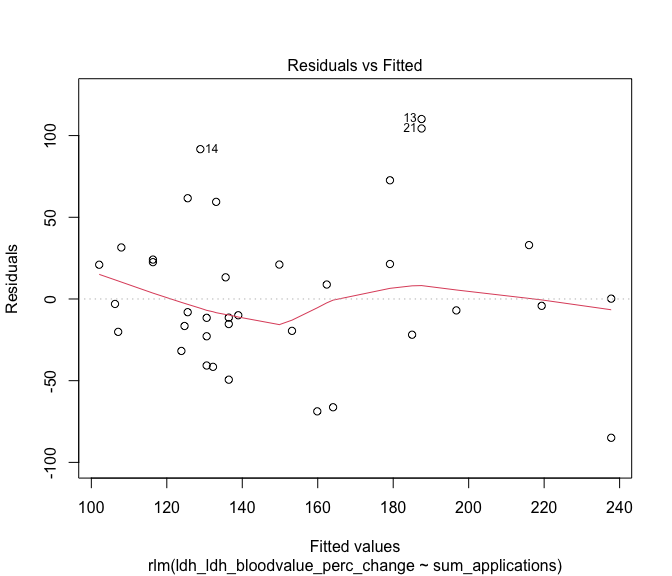 Residuals vs Fitted
Residuals
100
50
0
-50
-100
13
21
14
100 120 140 160 180 200 220 240
Fitted values
rlm(ldh_ldh_bloodvalue_perc_change ~ sum_applications)